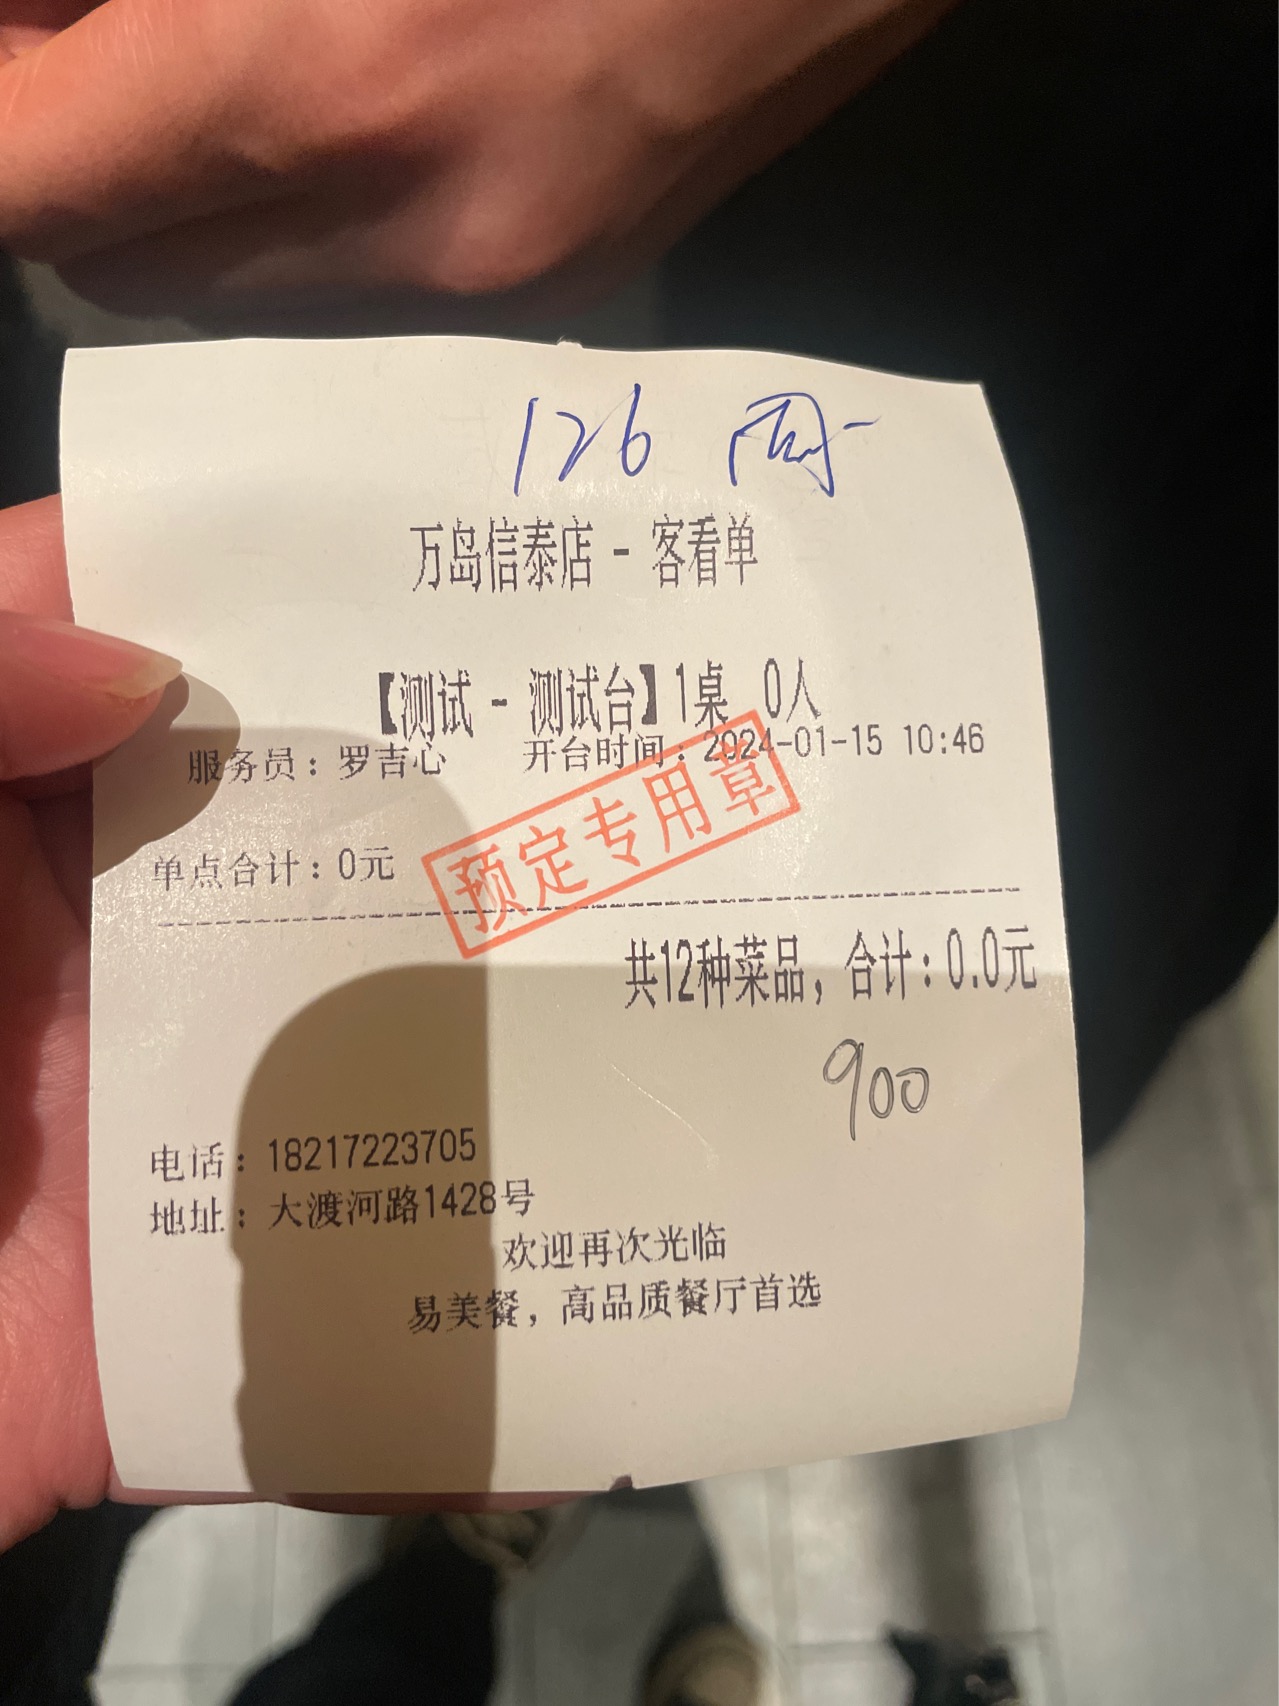 126 周
万岛信泰店 - 客看单
【测试 - 测试台】1桌 0人
服务员：罗吉心 开台时间：2024-01-15 10:46
预定专用章
单点合计：0元
共12种菜品，合计：0.0元
900
电话：18217223705
地址：大渡河路1428号
欢迎再次光临
易美餐，高品质餐厅首选